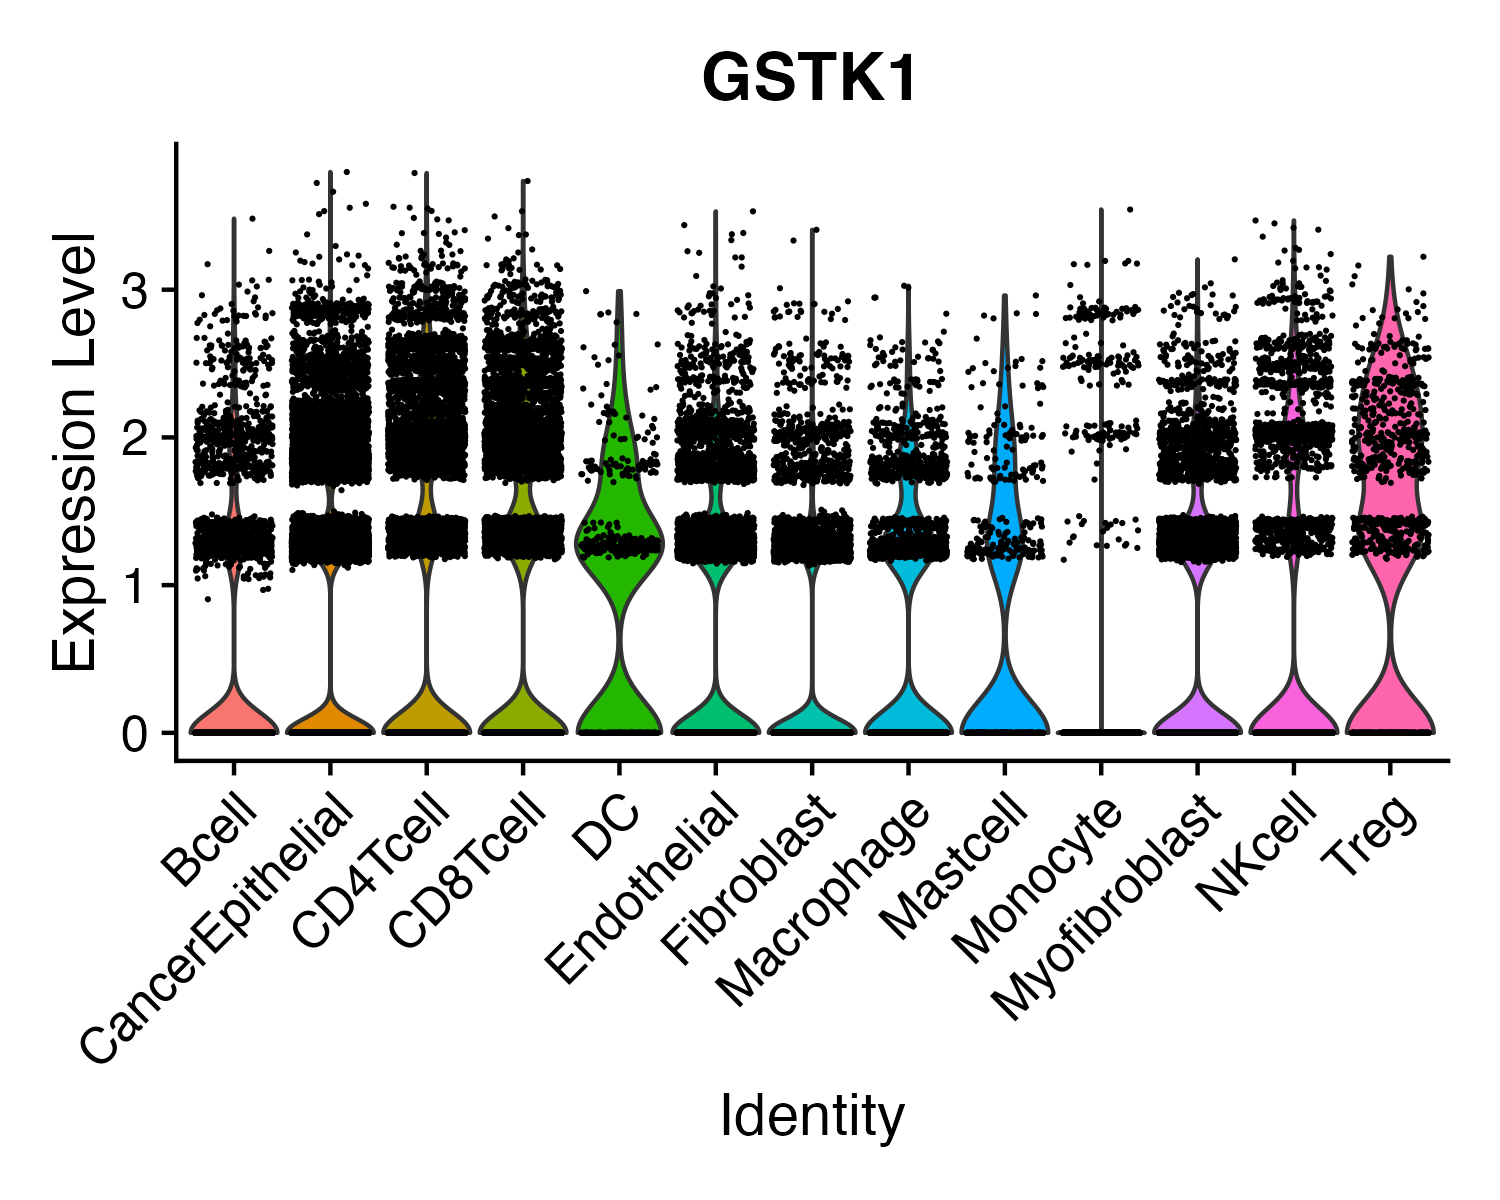 GSTK1
Expression Level
3
2
1
0
Bcell
CancerEpithelial
CD4Tcell
CD8Tcell
DC
Endothelial
Fibroblast
Macrophage
Mastcell
Monocyte
Myofibroblast
NKcell
Treg
Identity